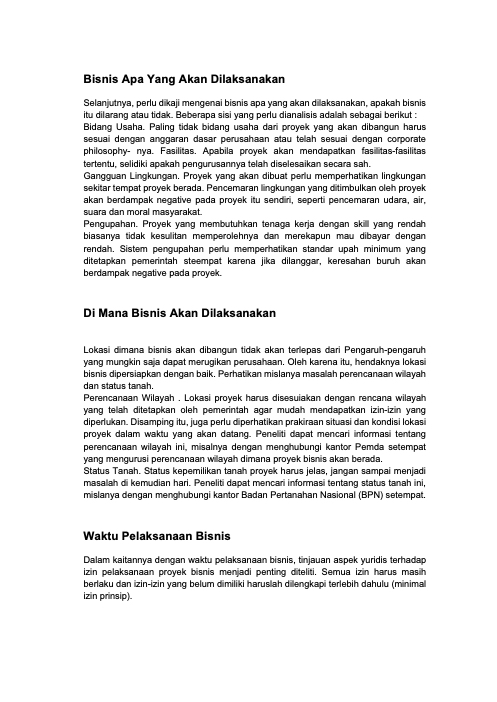 Bisnis Apa Yang Akan Dilaksanakan
Selanjutnya, perlu dikaji mengenai bisnis apa yang akan dilaksanakan, apakah bisnis
itu dilarang atau tidak. Beberapa sisi yang perlu dianalisis adalah sebagai berikut :
Bidang Usaha. Paling tidak bidang usaha dari proyek yang akan dibangun harus
sesuai dengan anggaran dasar perusahaan atau telah sesuai dengan corporate
philosophy- nya. Fasilitas. Apabila proyek akan mendapatkan fasilitas-fasilitas
tertentu, selidiki apakah pengurusannya telah diselesaikan secara sah.
Gangguan Lingkungan. Proyek yang akan dibuat perlu memperhatikan lingkungan
sekitar tempat proyek berada. Pencemaran lingkungan yang ditimbulkan oleh proyek
akan berdampak negative pada proyek itu sendiri, seperti pencemaran udara, air,
suara dan moral masyarakat.
Pengupahan. Proyek yang membutuhkan tenaga kerja dengan skill yang rendah
biasanya tidak kesulitan memperolehnya dan merekapun mau dibayar dengan
rendah. Sistem pengupahan perlu memperhatikan standar upah minimum yang
ditetapkan pemerintah steempat karena jika dilanggar, keresahan buruh akan
berdampak negative pada proyek.
Di Mana Bisnis Akan Dilaksanakan
Lokasi dimana bisnis akan dibangun tidak akan terlepas dari Pengaruh-pengaruh
yang mungkin saja dapat merugikan perusahaan. Oleh karena itu, hendaknya lokasi
bisnis dipersiapkan dengan baik. Perhatikan mislanya masalah perencanaan wilayah
dan status tanah.
Perencanaan Wilayah . Lokasi proyek harus disesuiakan dengan rencana wilayah
yang telah ditetapkan oleh pemerintah agar mudah mendapatkan izin-izin yang
diperlukan. Disamping itu, juga perlu diperhatikan prakiraan situasi dan kondisi lokasi
proyek dalam waktu yang akan datang. Peneliti dapat mencari informasi tentang
perencanaan wilayah ini, misalnya dengan menghubungi kantor Pemda setempat
yang mengurusi perencanaan wilayah dimana proyek bisnis akan berada.
Status Tanah. Status kepemilikan tanah proyek harus jelas, jangan sampai menjadi
masalah di kemudian hari. Peneliti dapat mencari informasi tentang status tanah ini,
mislanya dengan menghubungi kantor Badan Pertanahan Nasional (BPN) setempat.
Waktu Pelaksanaan Bisnis
Dalam kaitannya dengan waktu pelaksanaan bisnis, tinjauan aspek yuridis terhadap
izin pelaksanaan proyek bisnis menjadi penting diteliti. Semua izin harus masih
berlaku dan izin-izin yang belum dimiliki haruslah dilengkapi terlebih dahulu (minimal
izin prinsip).